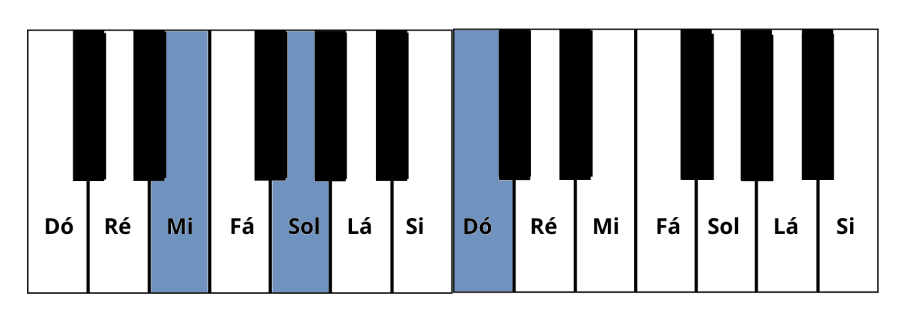 Dó Ré Mi Fá Sol Lá Si Dó Ré Mi Fá Sol Lá Si